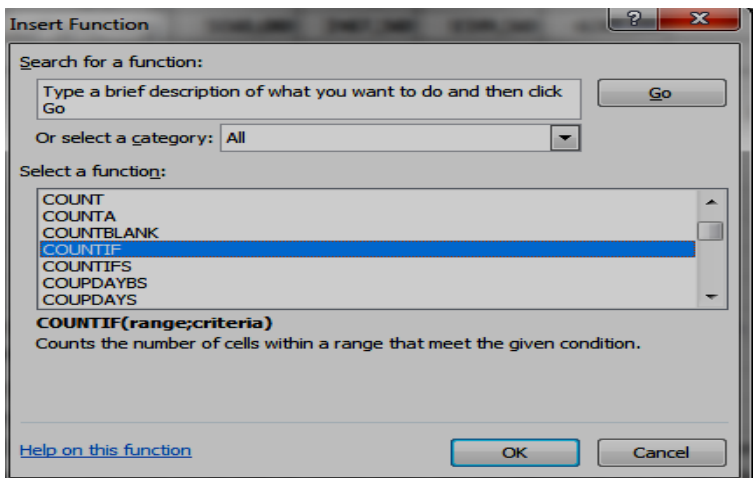 Insert Function
?
Search for a function:
Type a brief description of what you want to do and then click
Go
Go
Or select a category: All
Select a function:
COUNT
COUNTA
COUNTBLANK
COUNTIF
COUNTIFS
COUPDAYBS
COUPDAYS
COUNTIF(range;criteria)
Counts the number of cells within a range that meet the given condition.
Help on this function
OK
Cancel